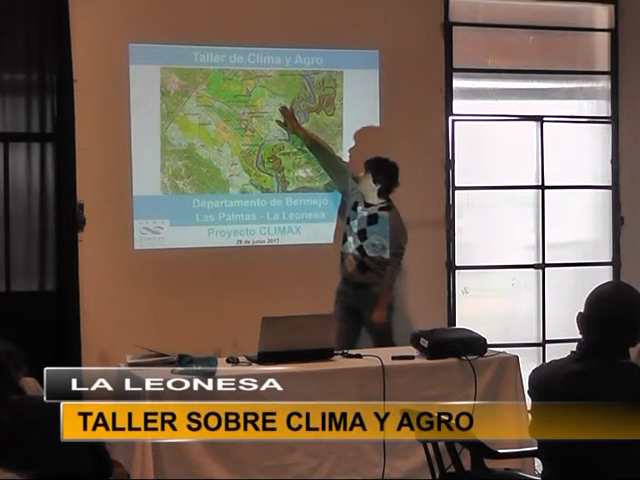 Taller de Clima y Agro
Departamento de Bermejo
Las Palmas - La Leonesa
Proyecto CLIMAX
29 de junio 2017
LA LEONESA
TALLER SOBRE CLIMA Y AGRO